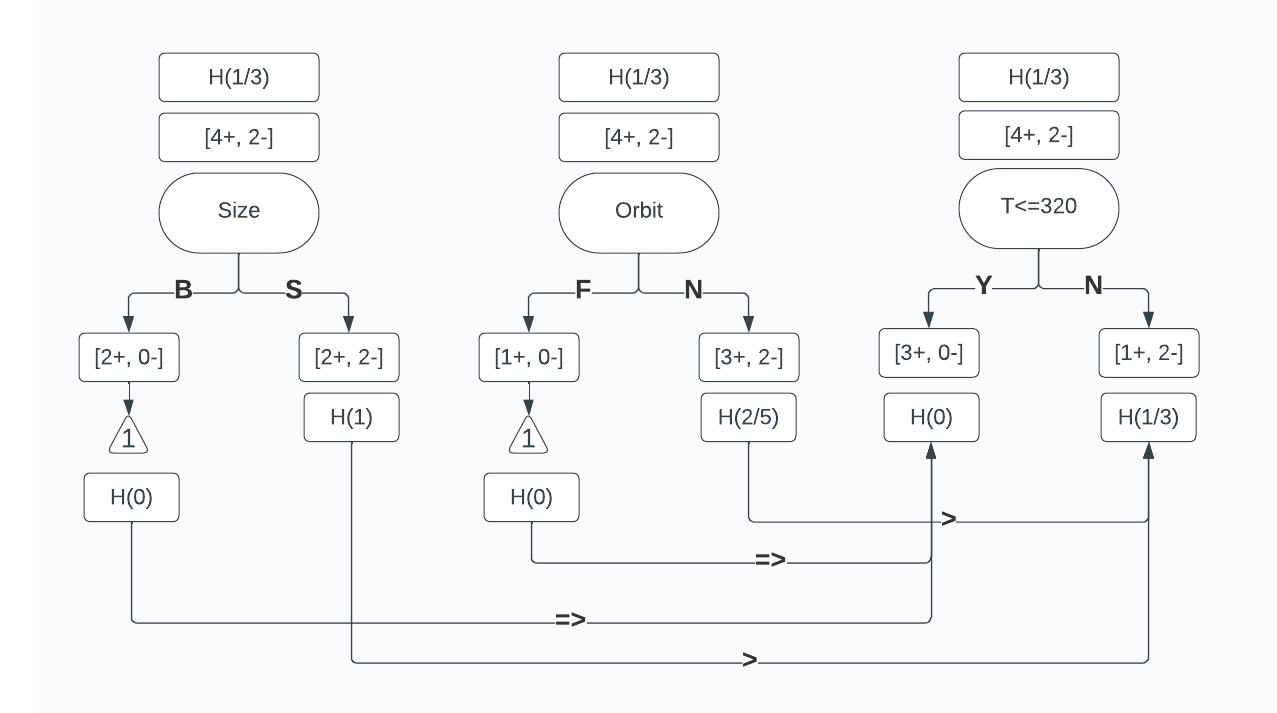 H(1/3)
H(1/3)
H(1/3)
[4+, 2-]
[4+, 2-]
[4+, 2-]
Size
Orbit
T<=320
B
S
F
N
Y
N
[2+, 0-]
[2+, 2-]
[1+, 0-]
[3+, 2-]
[3+, 0-]
[1+, 2-]
1
H(1)
1
H(2/5)
H(0)
H(1/3)
H(0)
H(0)
>
=>
=>
>